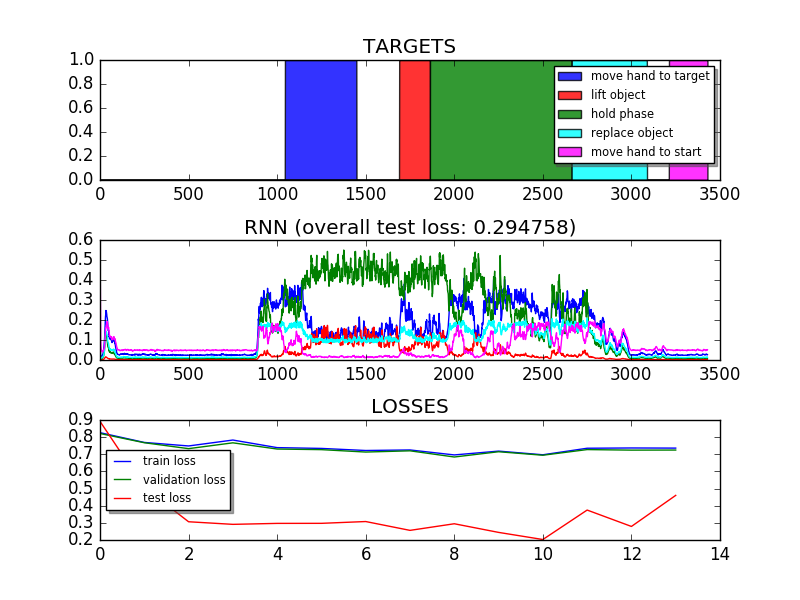 TARGETS
1.0
0.8
0.6
0.4
0.2
0.0
move hand to target
lift object
hold phase
replace object
move hand to start
0 500 1000 1500 2000 2500 3000 3500
RNN (overall test loss: 0.294758)
0.6
0.5
0.4
0.3
0.2
0.1
0.0
0 500 1000 1500 2000 2500 3000 3500
LOSSES
0.9
0.8
0.7
0.6
0.5
0.4
0.3
0.2
train loss
validation loss
test loss
0 2 4 6 8 10 12 14